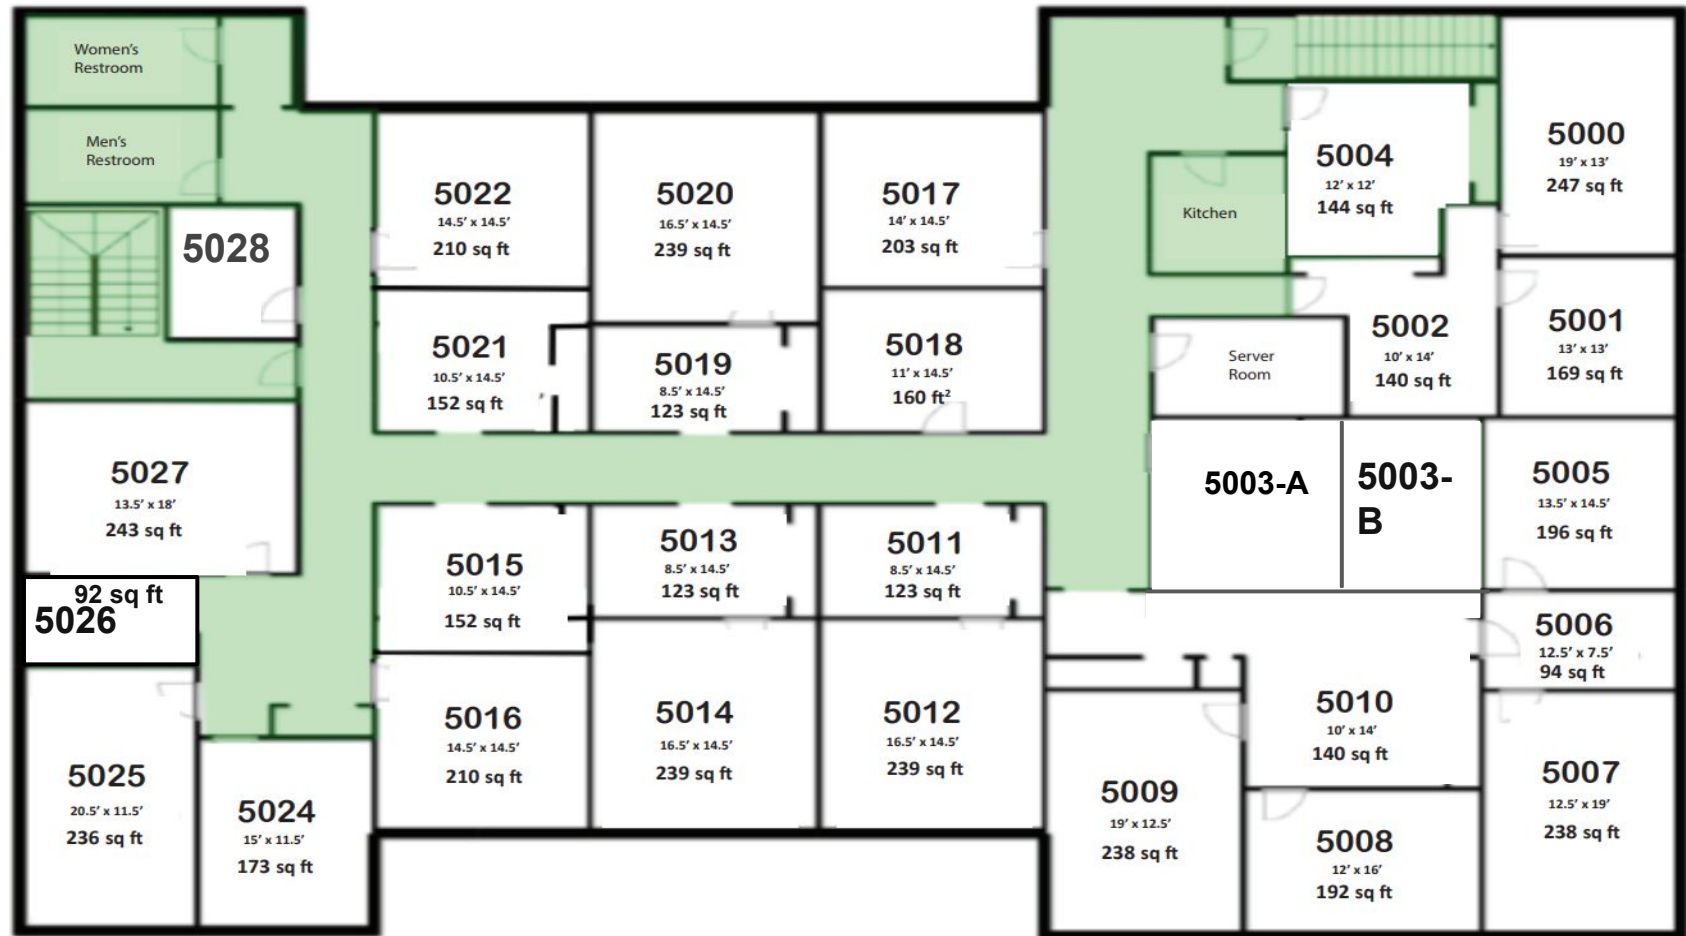 Women's
Restroom
Men's
Restroom
5028
5022
14.5' x 14.5'
210 sq ft
5020
16.5' x 14.5'
239 sq ft
5017
14' x 14.5'
203 sq ft
5004
12' x 12'
144 sq ft
5000
19' x 13'
247 sq ft
Kitchen
5021
10.5' x 14.5'
152 sq ft
5019
8.5' x 14.5'
123 sq ft
5018
11' x 14.5'
160 ft²
Server
Room
5002
10' x 14'
140 sq ft
5001
13' x 13'
169 sq ft
5027
13.5' x 18'
243 sq ft
5003-A
5003-
B
5005
13.5' x 14.5'
196 sq ft
92 sq ft
5026
5015
10.5' x 14.5'
152 sq ft
5013
8.5' x 14.5'
123 sq ft
5011
8.5' x 14.5'
123 sq ft
5006
12.5' x 7.5'
94 sq ft
5025
20.5' x 11.5'
236 sq ft
5024
15' x 11.5'
173 sq ft
5016
14.5' x 14.5'
210 sq ft
5014
16.5' x 14.5'
239 sq ft
5012
16.5' x 14.5'
239 sq ft
5009
19' x 12.5'
238 sq ft
5010
10' x 14'
140 sq ft
5008
12' x 16'
192 sq ft
5007
12.5' x 19'
238 sq ft